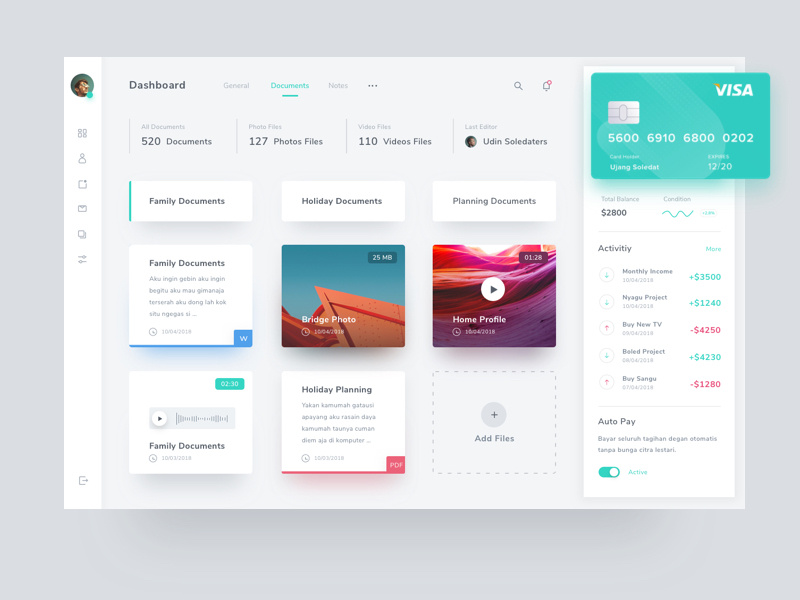 Dashboard
General
Documents
Notes
All Documents
520 Documents
Photo Files
127 Photos Files
Video Files
110 Videos Files
Last Editor
Udin Soledaters
Family Documents
Holiday Documents
Planning Documents
Family Documents
Aku ingin gebin aku ingin
begitu aku mau gimanaja
terserah aku dong lah kok
situ ngegas si ...
10/04/2018
W
25 MB
Bridge Photo
10/04/2018
01:28
Home Profile
10/04/2018
02:30
Family Documents
10/03/2018
Holiday Planning
Yakan kamumah gatausi
apayang aku rasain daya
kamumah taunya cuman
diem aja di komputer ...
10/03/2018
PDF
Add Files
VISA
5600 6910 6800 0202
Card Holder
Ujang Soledat
EXPIRES
12/20
Total Balance
$2800
Condition
Activitiy
More
Monthly Income
10/04/2018
+$3500
Nyagu Project
10/04/2018
+$1240
Buy New TV
09/04/2018
-$4250
Boled Project
08/04/2018
+$4230
Buy Sangu
07/04/2018
-$1280
Auto Pay
Bayar seluruh tagihan degan otomatis
tanpa bunga citra lestari.
Active